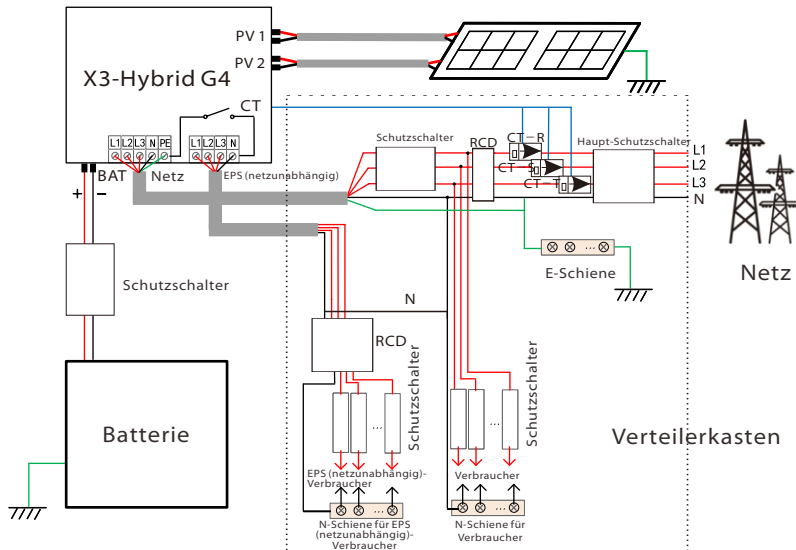 PV 1
X3-Hybrid G4
PV 2
CT
L1 L2 L3 N PE
L1 L2 L3 N
BAT
Netz
EPS (netzunabhängig)
+
–
Schutzschalter
RCD
CT–R
CT–S
CT–T
Haupt-Schutzschalter
L1
L2
L3
N
E-Schiene
Netz
Schutzschalter
N
RCD
Schutzschalter
Schutzschalter
...
...
...
Batterie
Verteilerkasten
EPS (netzunabhängig)-
Verbraucher
Verbraucher
...
...
N-Schiene für EPS
(netzunabhängig)-
Verbraucher
N-Schiene für
Verbraucher